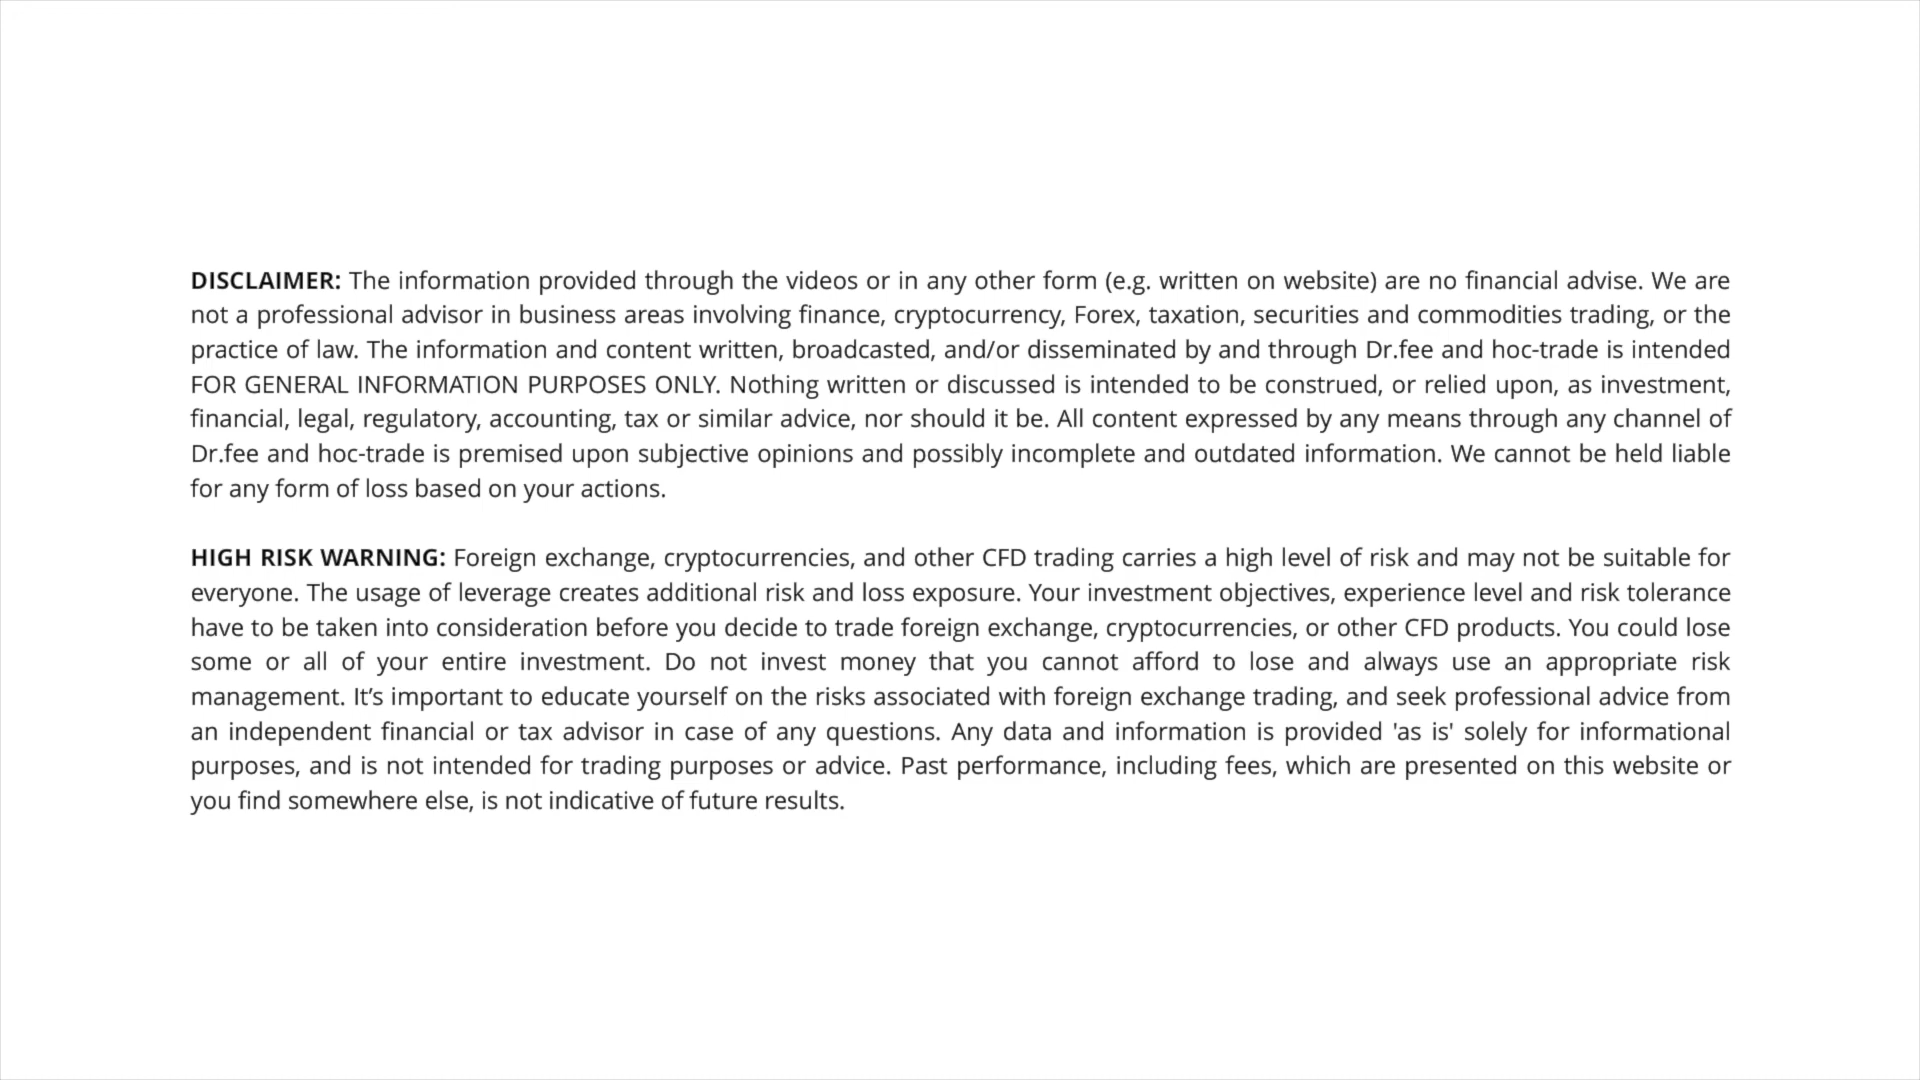 DISCLAIMER: The information provided through the videos or in any other form (e.g. written on website) are no financial advise. We are
not a professional advisor in business areas involving finance, cryptocurrency, Forex, taxation, securities and commodities trading, or the
practice of law. The information and content written, broadcasted, and/or disseminated by and through Dr.fee and hoc-trade is intended
FOR GENERAL INFORMATION PURPOSES ONLY. Nothing written or discussed is intended to be construed, or relied upon, as investment,
financial, legal, regulatory, accounting, tax or similar advice, nor should it be. All content expressed by any means through any channel of
Dr.fee and hoc-trade is premised upon subjective opinions and possibly incomplete and outdated information. We cannot be held liable
for any form of loss based on your actions.
HIGH RISK WARNING: Foreign exchange, cryptocurrencies, and other CFD trading carries a high level of risk and may not be suitable for
everyone. The usage of leverage creates additional risk and loss exposure. Your investment objectives, experience level and risk tolerance
have to be taken into consideration before you decide to trade foreign exchange, cryptocurrencies, or other CFD products. You could lose
some or all of your entire investment. Do not invest money that you cannot afford to lose and always use an appropriate risk
management. It’s important to educate yourself on the risks associated with foreign exchange trading, and seek professional advice from
an independent financial or tax advisor in case of any questions. Any data and information is provided 'as is' solely for informational
purposes, and is not intended for trading purposes or advice. Past performance, including fees, which are presented on this website or
you find somewhere else, is not indicative of future results.